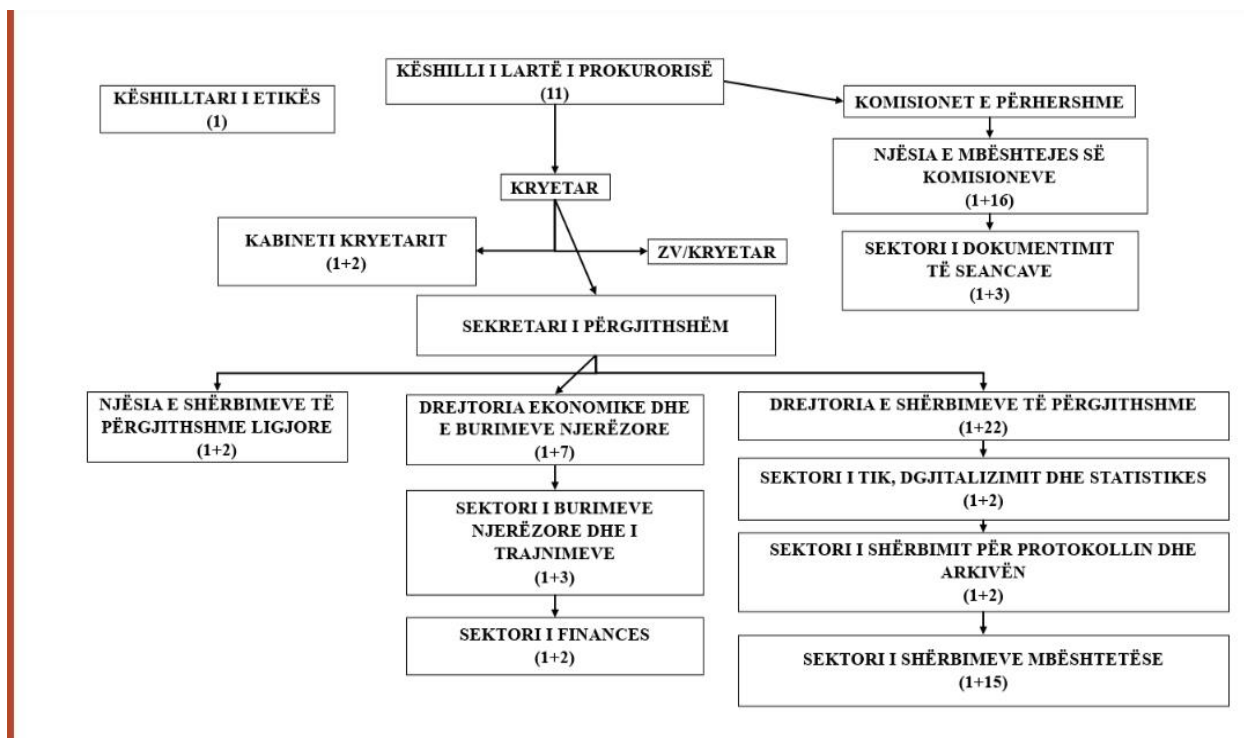 KËSHILLI I LARTË I PROKURORISË
(11)
KËSHILLTARI I ETIKËS
(1)
KOMISIONET E PËRHERSHME
NJËSIA E MBËSHTEJES SË
KOMISIONEVE
(1+16)
KRYETAR
KABINETI KRYETARIT
(1+2)
ZV/KRYETAR
SEKTORI I DOKUMENTIMIT
TË SEANCAVE
(1+3)
SEKRETARI I PËRGJITHSHËM
NJËSIA E SHËRBIMEVE TË
PËRGJITHSHME LIGJORE
(1+2)
DREJTORIA EKONOMIKE DHE
E BURIMEVE NJERËZORE
(1+7)
SEKTORI I BURIMEVE
NJERËZORE DHE I
TRAJNIMEVE
(1+3)
SEKTORI I FINANCES
(1+2)
DREJTORIA E SHËRBIMEVE TË PËRGJITHSHME
(1+22)
SEKTORI I TIK, DGJITALIZIMIT DHE STATISTIKES
(1+2)
SEKTORI I SHËRBIMIT PËR PROTOKOLLIN DHE
ARKIVËN
(1+2)
SEKTORI I SHËRBIMEVE MBËSHTETËSE
(1+15)